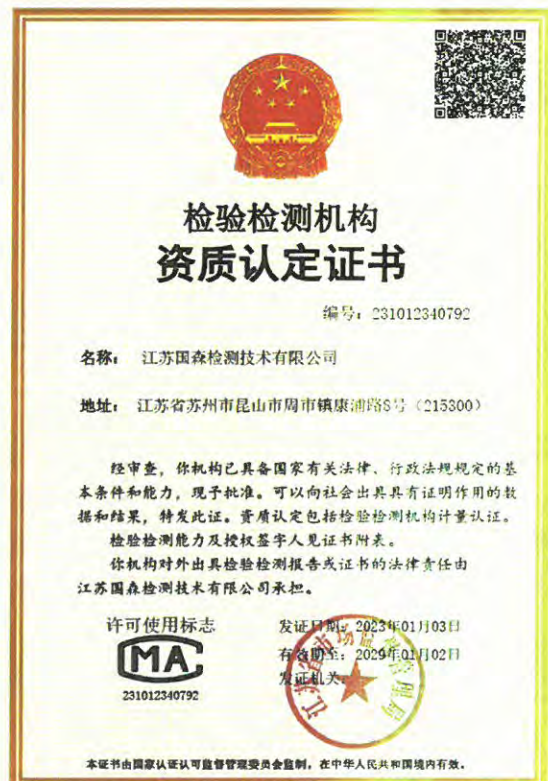 检验检测机构
资质认定证书
编号：231012340792
名称： 江苏国森检测技术有限公司
地址： 江苏省苏州市昆山市周市镇康浦路8号（215300）
经审查，你机构已具备国家有关法律、行政法规规定的基
本条件和能力，现予批准。可以向社会出具具有证明作用的数
据和结果，特发此证。资质认定包括检验检测机构计量认证。
检验检测能力及授权签字人见证书附表。
你机构对外出具检验检测报告或证书的法律责任由
江苏国森检测技术有限公司承担。
许可使用标志
MA
231012340792
发证日期：2023年01月03日
有效期至：2029年01月02日
发证机关：
江苏省市场监督管理局
本证书由国家认证认可监督管理委员会监制，在中华人民共和国境内有效。